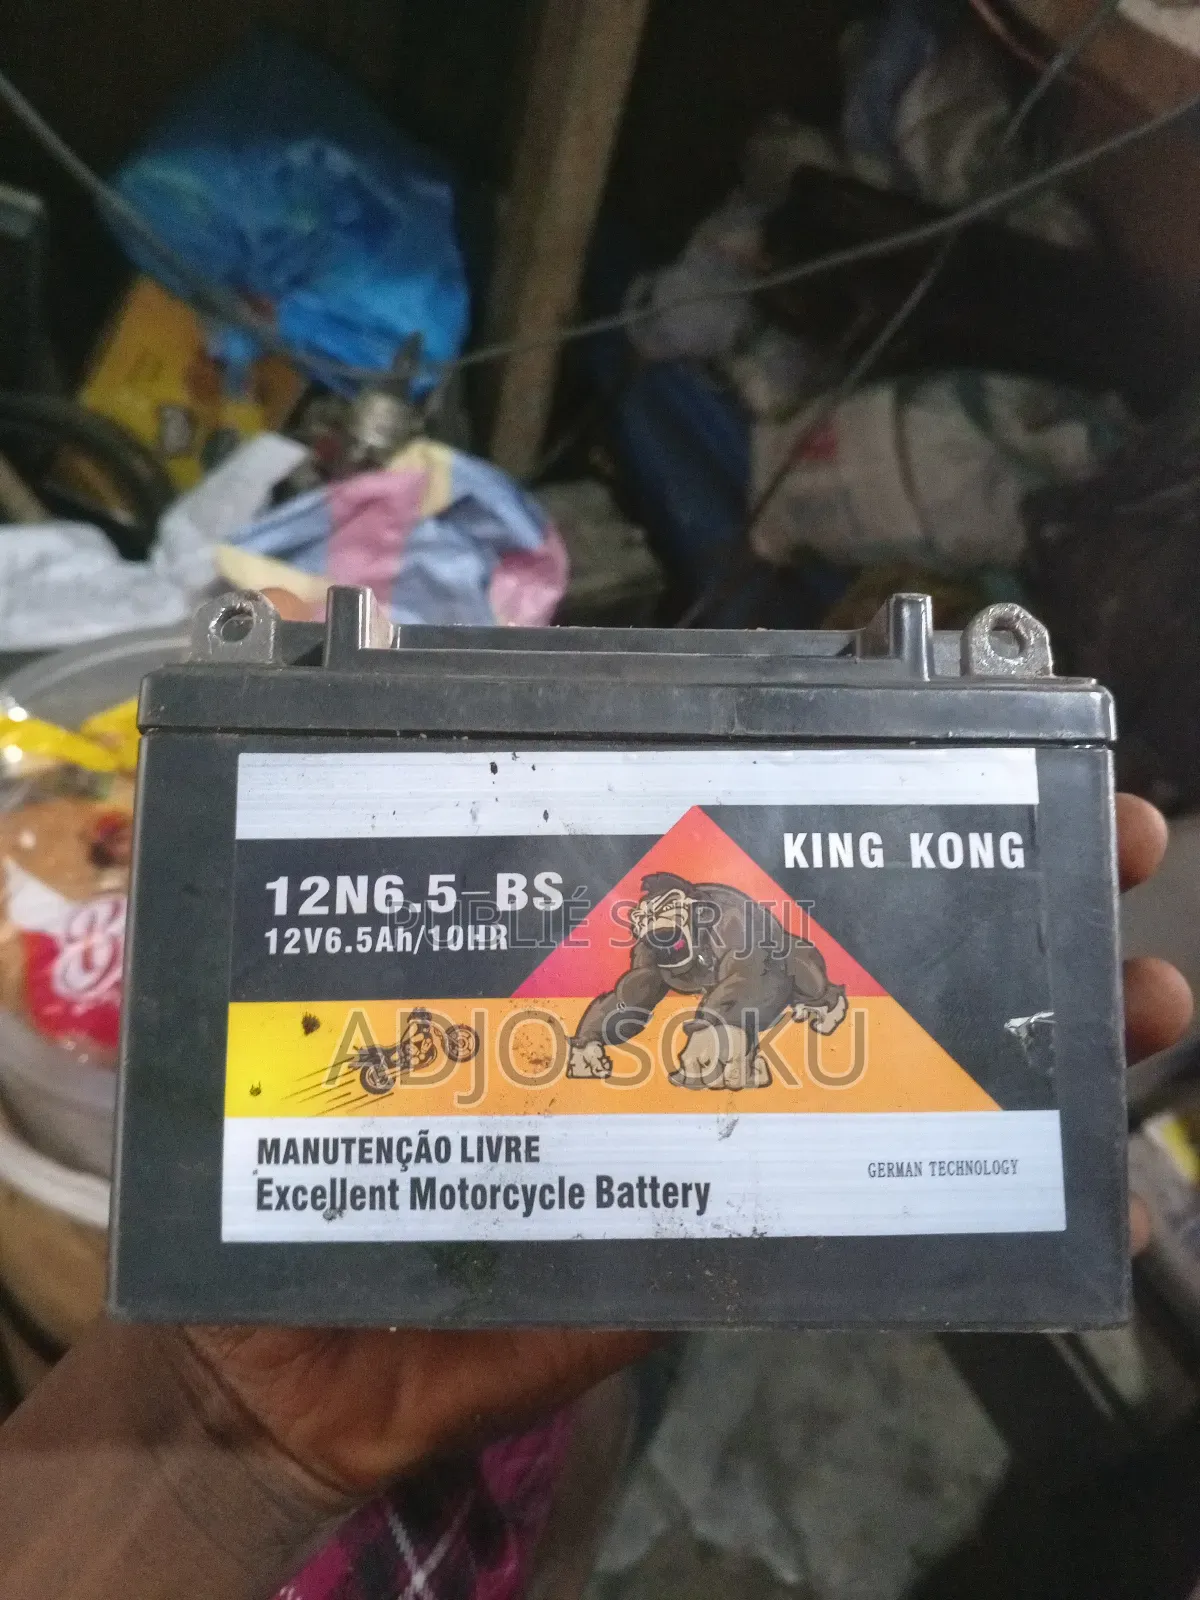 KING KONG
12N6.5-BS
12V6.5Ah/10HR
PUBLIÉ SUR JIJI
ADJO SOKU
MANUTENÇÃO LIVRE
Excellent Motorcycle Battery
GERMAN TECHNOLOGY